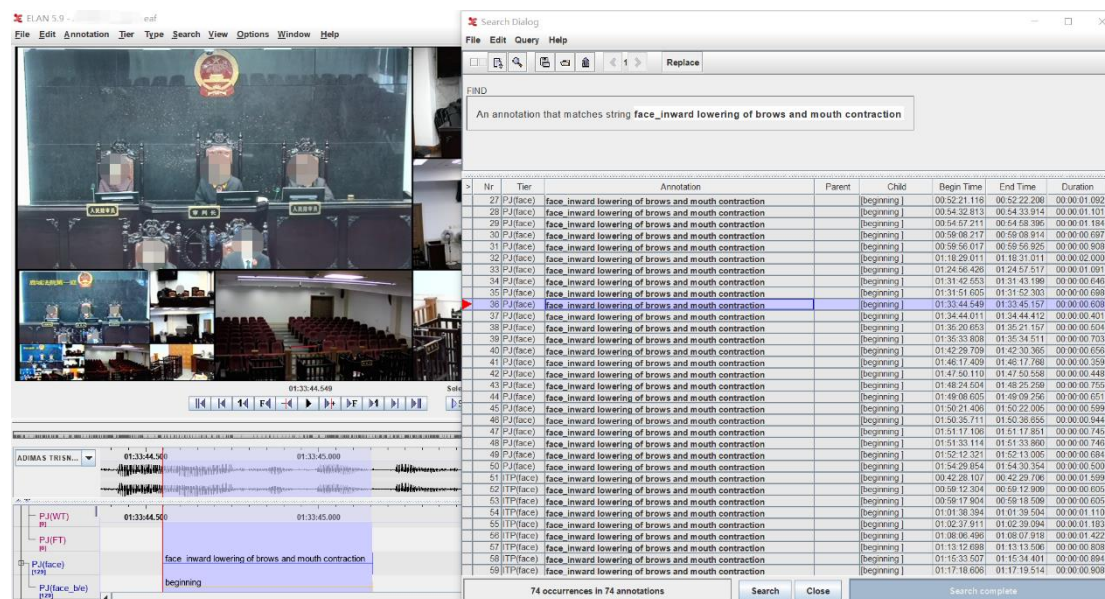 ELAN 5.9 - eaf
File Edit Annotation Tier Type Search View Options Window Help
人民陪审员
审判长
人民陪审员
01:33:44.549
Sele
ADIMAS TRISN...
01:33:44.500 01:33:45.000
PJ(WT)
01:33:44.500 01:33:45.000
PJ(FT)
PJ(face)
[129]
face_inward lowering of brows and mouth contraction
PJ(face_b/e)
[129]
beginning
Search Dialog
File Edit Query Help
1 Replace
FIND
An annotation that matches string face_inward lowering of brows and mouth contraction
> Nr Tier Annotation Parent Child Begin Time End Time Duration
27 PJ(face) face_inward lowering of brows and mouth contraction [beginning ] 00:52:21.116 00:52:22.208 00:00:01.092
28 PJ(face) face_inward lowering of brows and mouth contraction [beginning ] 00:54:32.813 00:54:33.914 00:00:01.101
29 PJ(face) face_inward lowering of brows and mouth contraction [beginning ] 00:54:57.211 00:54:58.395 00:00:01.184
30 PJ(face) face_inward lowering of brows and mouth contraction [beginning ] 00:59:08.217 00:59:08.914 00:00:00.697
31 PJ(face) face_inward lowering of brows and mouth contraction [beginning ] 00:59:56.017 00:59:56.925 00:00:00.908
32 PJ(face) face_inward lowering of brows and mouth contraction [beginning ] 01:18:29.011 01:18:31.011 00:00:02.000
33 PJ(face) face_inward lowering of brows and mouth contraction [beginning ] 01:24:56.426 01:24:57.517 00:00:01.091
34 PJ(face) face_inward lowering of brows and mouth contraction [beginning ] 01:31:42.553 01:31:43.199 00:00:00.646
35 PJ(face) face_inward lowering of brows and mouth contraction [beginning ] 01:31:51.605 01:31:52.303 00:00:00.698
36 PJ(face) face_inward lowering of brows and mouth contraction [beginning ] 01:33:44.549 01:33:45.157 00:00:00.608
37 PJ(face) face_inward lowering of brows and mouth contraction [beginning ] 01:34:44.011 01:34:44.412 00:00:00.401
38 PJ(face) face_inward lowering of brows and mouth contraction [beginning ] 01:35:20.653 01:35:21.157 00:00:00.504
39 PJ(face) face_inward lowering of brows and mouth contraction [beginning ] 01:35:33.808 01:35:34.511 00:00:00.703
40 PJ(face) face_inward lowering of brows and mouth contraction [beginning ] 01:42:29.709 01:42:30.365 00:00:00.656
41 PJ(face) face_inward lowering of brows and mouth contraction [beginning ] 01:46:17.409 01:46:17.768 00:00:00.359
42 PJ(face) face_inward lowering of brows and mouth contraction [beginning ] 01:47:50.110 01:47:50.558 00:00:00.448
43 PJ(face) face_inward lowering of brows and mouth contraction [beginning ] 01:48:24.504 01:48:25.259 00:00:00.755
44 PJ(face) face_inward lowering of brows and mouth contraction [beginning ] 01:49:08.605 01:49:09.256 00:00:00.651
45 PJ(face) face_inward lowering of brows and mouth contraction [beginning ] 01:50:21.406 01:50:22.005 00:00:00.599
46 PJ(face) face_inward lowering of brows and mouth contraction [beginning ] 01:50:35.711 01:50:36.655 00:00:00.944
47 PJ(face) face_inward lowering of brows and mouth contraction [beginning ] 01:51:17.106 01:51:17.851 00:00:00.745
48 PJ(face) face_inward lowering of brows and mouth contraction [beginning ] 01:51:33.114 01:51:33.860 00:00:00.746
49 PJ(face) face_inward lowering of brows and mouth contraction [beginning ] 01:52:12.321 01:52:13.005 00:00:00.684
50 PJ(face) face_inward lowering of brows and mouth contraction [beginning ] 01:54:29.854 01:54:30.354 00:00:00.500
51 ITP(face) face_inward lowering of brows and mouth contraction [beginning ] 00:42:28.107 00:42:29.706 00:00:01.599
52 ITP(face) face_inward lowering of brows and mouth contraction [beginning ] 00:59:12.304 00:59:12.909 00:00:00.605
53 ITP(face) face_inward lowering of brows and mouth contraction [beginning ] 00:59:17.904 00:59:18.509 00:00:00.605
54 ITP(face) face_inward lowering of brows and mouth contraction [beginning ] 01:01:38.394 01:01:39.504 00:00:01.110
55 ITP(face) face_inward lowering of brows and mouth contraction [beginning ] 01:02:37.911 01:02:39.094 00:00:01.183
56 ITP(face) face_inward lowering of brows and mouth contraction [beginning ] 01:08:06.496 01:08:07.918 00:00:01.422
57 ITP(face) face_inward lowering of brows and mouth contraction [beginning ] 01:13:12.698 01:13:13.506 00:00:00.808
58 ITP(face) face_inward lowering of brows and mouth contraction [beginning ] 01:15:33.507 01:15:34.401 00:00:00.894
59 ITP(face) face_inward lowering of brows and mouth contraction [beginning ] 01:17:18.606 01:17:19.514 00:00:00.908
74 occurrences in 74 annotations Search Close Search complete